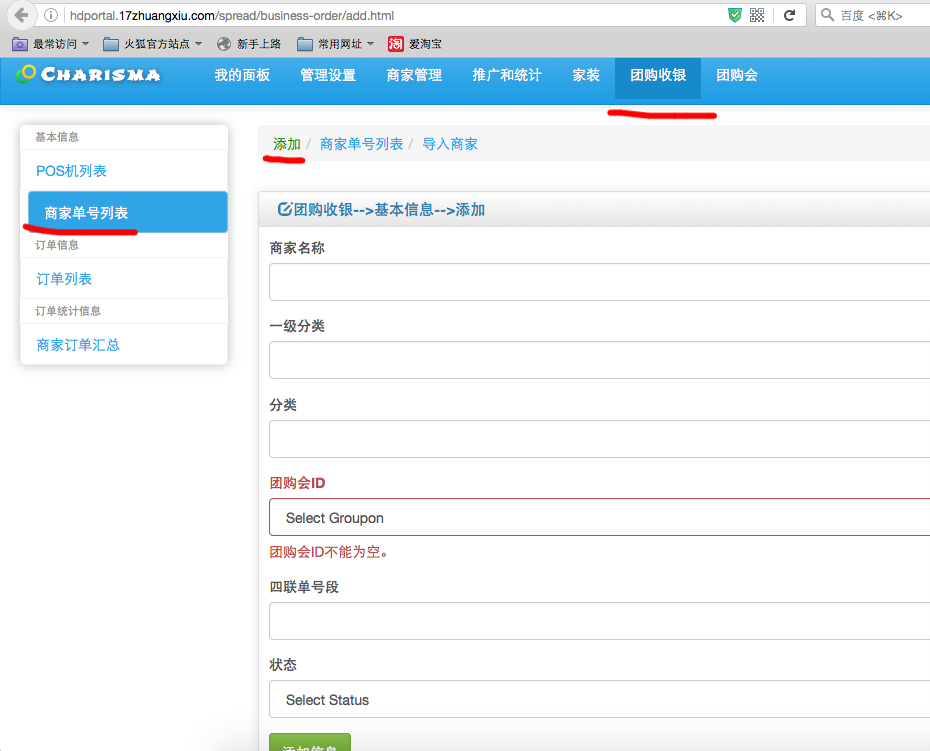 hdportal.17zhuangxiu.com/spread/business-order/add.html
百度 <⌘K>
最常访问
火狐官方站点
新手上路
常用网址
淘 爱淘宝
CHARISMA
我的面板
管理设置
商家管理
推广和统计
家装
团购收银
团购会
基本信息
POS机列表
商家单号列表
订单信息
订单列表
订单统计信息
商家订单汇总
添加 / 商家单号列表 / 导入商家
团购收银-->基本信息-->添加
商家名称
一级分类
分类
团购会ID
Select Groupon
团购会ID不能为空。
四联单号段
状态
Select Status
添加信息